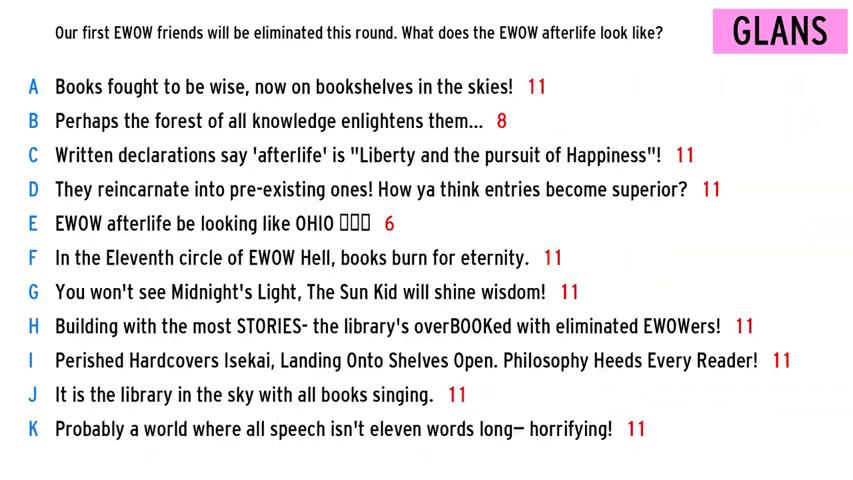 Our first EWOW friends will be eliminated this round. What does the EWOW afterlife look like?
GLANS
A Books fought to be wise, now on bookshelves in the skies! 11
B Perhaps the forest of all knowledge enlightens them... 8
C Written declarations say 'afterlife' is "Liberty and the pursuit of Happiness"! 11
D They reincarnate into pre-existing ones! How ya think entries become superior? 11
E EWOW afterlife be looking like OHIO 6
F In the Eleventh circle of EWOW Hell, books burn for eternity. 11
G You won't see Midnight's Light, The Sun Kid will shine wisdom! 11
H Building with the most STORIES- the library's overBOOKed with eliminated EWOWers! 11
I Perished Hardcovers Isekai, Landing Onto Shelves Open. Philosophy Heeds Every Reader! 11
J It is the library in the sky with all books singing. 11
K Probably a world where all speech isn't eleven words long— horrifying! 11